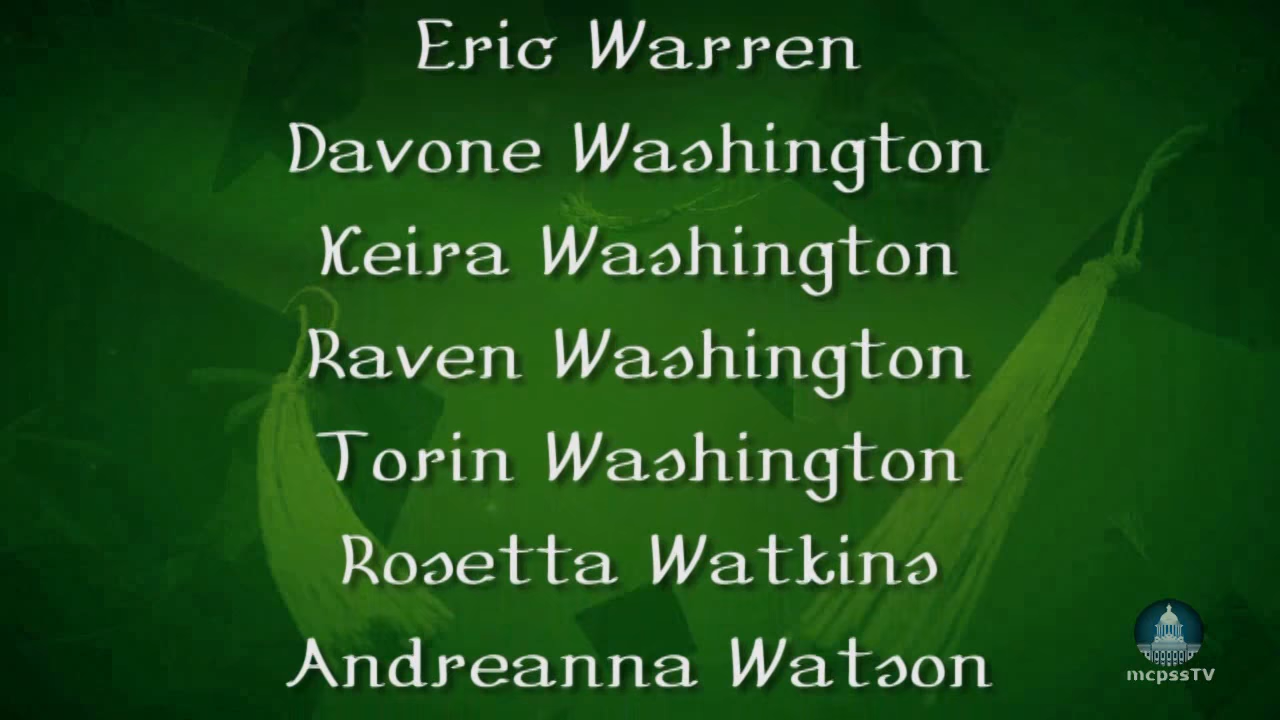 Eric Warren
Davone Washington
Keira Washington
Raven Washington
Torin Washington
Rosetta Watkins
Andreanna Watson
mcpssTV